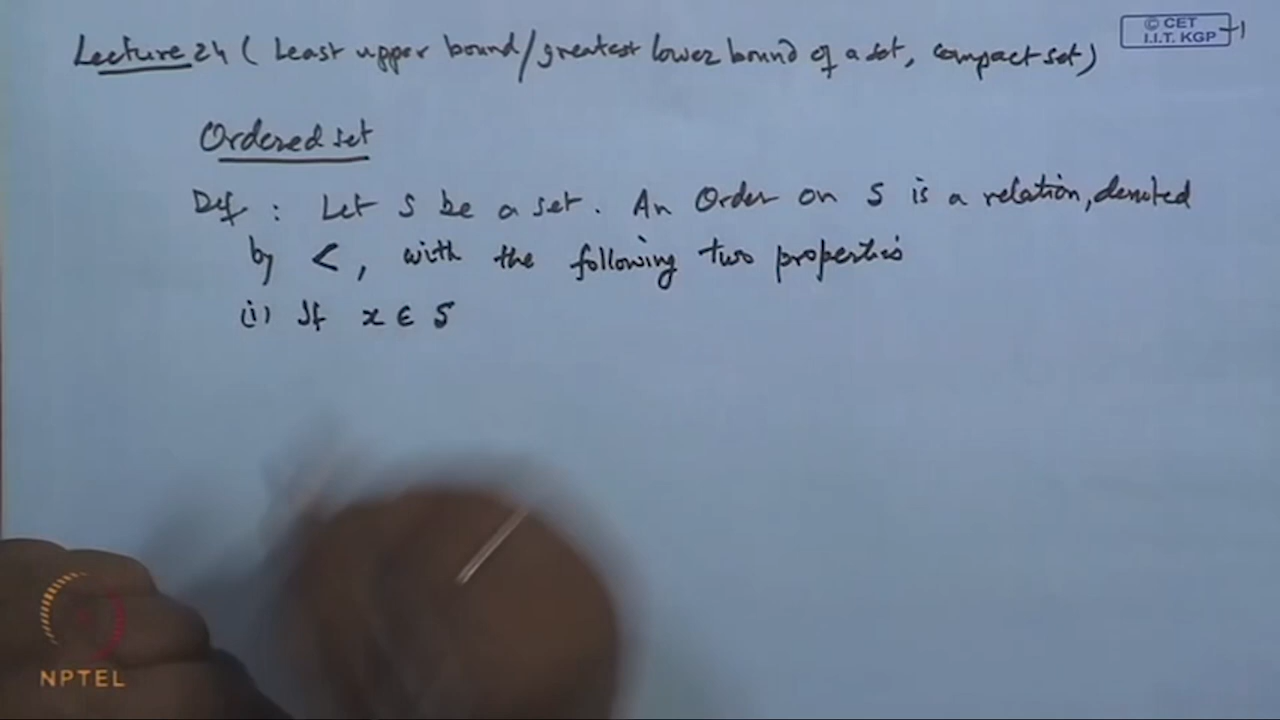 © CET
I.I.T. KGP
Lecture 24 ( Least upper bound/greatest lower bound of a set, compact set)
Ordered set
Def : Let S be a set. An Order on S is a relation, denoted
by <, with the following two properties
(i) If x ∈ S
NPTEL